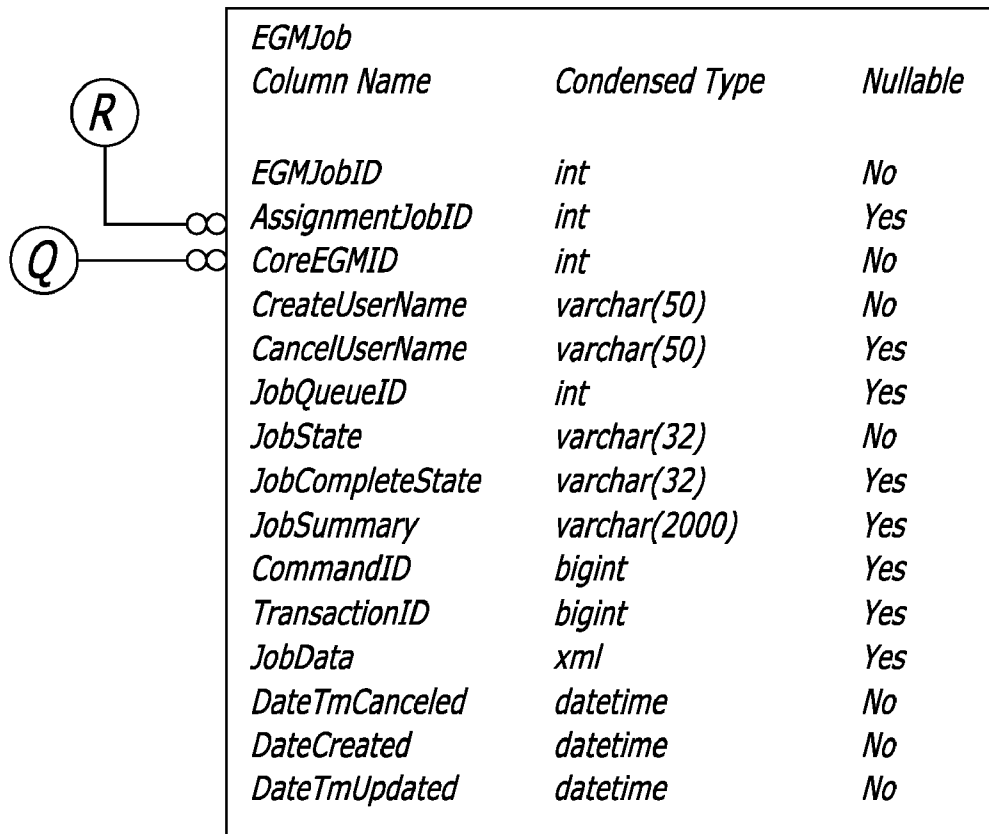 EGMJob
Column Name Condensed Type Nullable
R
EGMJobID int No
AssignmentJobID int Yes
Q
CoreEGMID int No
CreateUserName varchar(50) No
CancelUserName varchar(50) Yes
JobQueueID int Yes
JobState varchar(32) No
JobCompleteState varchar(32) Yes
JobSummary varchar(2000) Yes
CommandID bigint Yes
TransactionID bigint Yes
JobData xml Yes
DateTmCanceled datetime No
DateCreated datetime No
DateTmUpdated datetime No